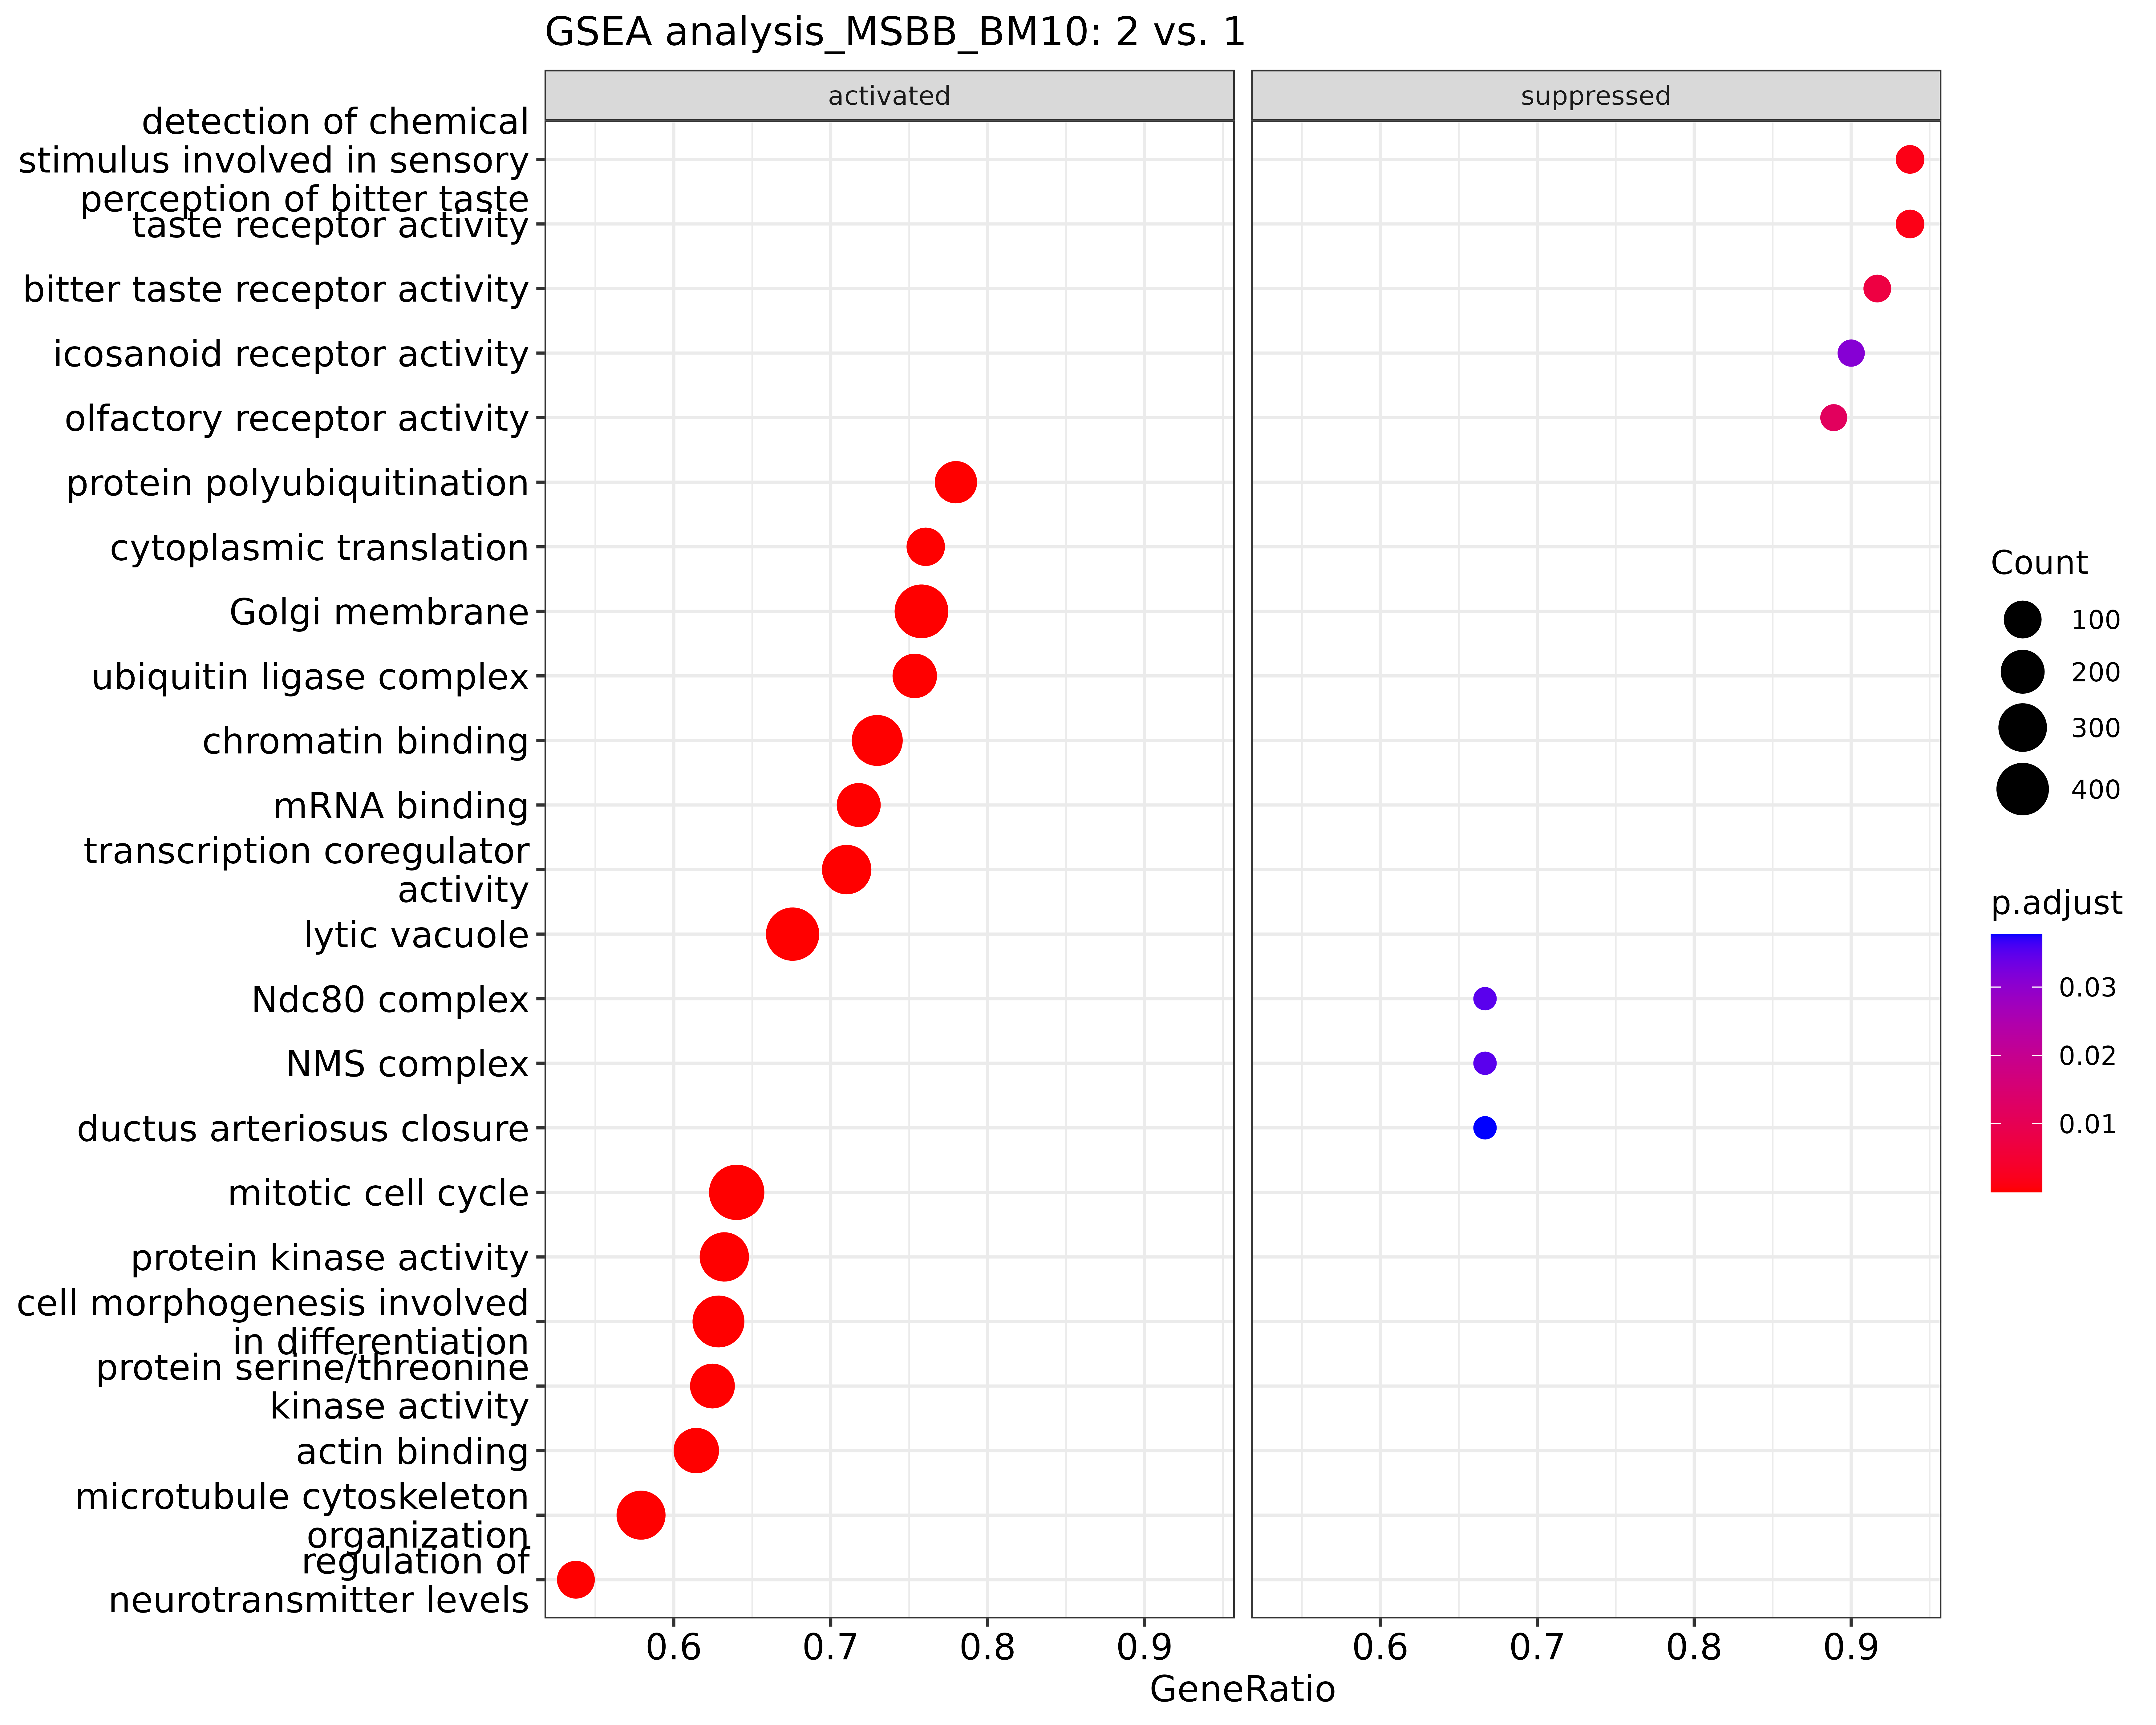 GSEA analysis_MSBB_BM10: 2 vs. 1
activated
suppressed
detection of chemical
stimulus involved in sensory
perception of bitter taste
taste receptor activity
bitter taste receptor activity
icosanoid receptor activity
olfactory receptor activity
protein polyubiquitination
cytoplasmic translation
Golgi membrane
ubiquitin ligase complex
chromatin binding
mRNA binding
transcription coregulator
activity
lytic vacuole
Ndc80 complex
NMS complex
ductus arteriosus closure
mitotic cell cycle
protein kinase activity
cell morphogenesis involved
in differentiation
protein serine/threonine
kinase activity
actin binding
microtubule cytoskeleton
organization
regulation of
neurotransmitter levels
0.6 0.7 0.8 0.9
0.6 0.7 0.8 0.9
GeneRatio
Count
100
200
300
400
p.adjust
0.03
0.02
0.01